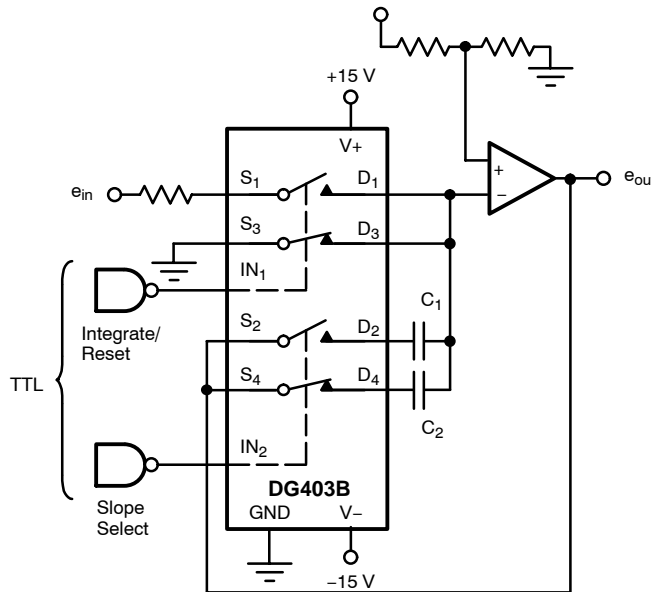 +15 V
V+
e_in
S1
D1
+
−
e_ou
S3
D3
IN1
Integrate/
Reset
C1
S2
D2
TTL
S4
D4
C2
IN2
DG403B
Slope
Select
GND
V−
−15 V